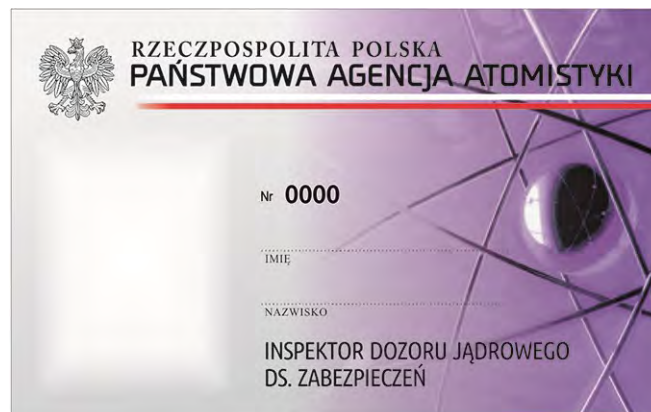 RZECZPOSPOLITA POLSKA
PAŃSTWOWA AGENCJA ATOMISTYKI
Nr 0000
IMIĘ
NAZWISKO
INSPEKTOR DOZORU JĄDROWEGO
DS. ZABEZPIECZEŃ